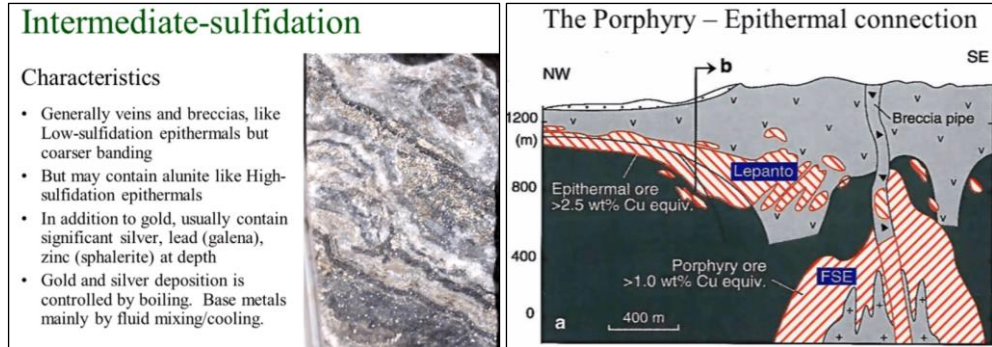 Intermediate-sulfidation
Characteristics
• Generally veins and breccias, like
Low-sulfidation epithermals but
coarser banding
• But may contain alunite like High-
sulfidation epithermals
• In addition to gold, usually contain
significant silver, lead (galena),
zinc (sphalerite) at depth
• Gold and silver deposition is
controlled by boiling. Base metals
mainly by fluid mixing/cooling.
The Porphyry – Epithermal connection
NW
b
SE
1200
(m)
Breccia pipe
Lepanto
Epithermal ore
>2.5 wt% Cu equiv.
800
400
Porphyry ore
>1.0 wt% Cu equiv.
FSE
0
a
400 m